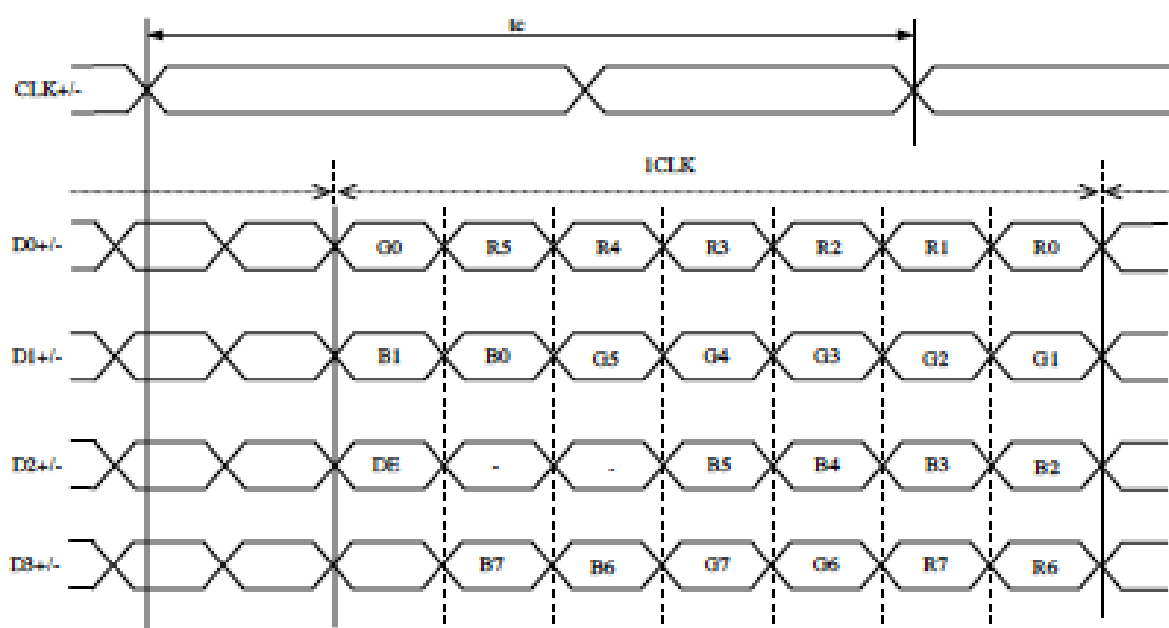 tc
CLK+/-
1CLK
D0+/- G0 R5 R4 R3 R2 R1 R0
D1+/- B1 B0 G5 G4 G3 G2 G1
D2+/- DE - - B5 B4 B3 B2
D3+/- B7 B6 G7 G6 R7 R6